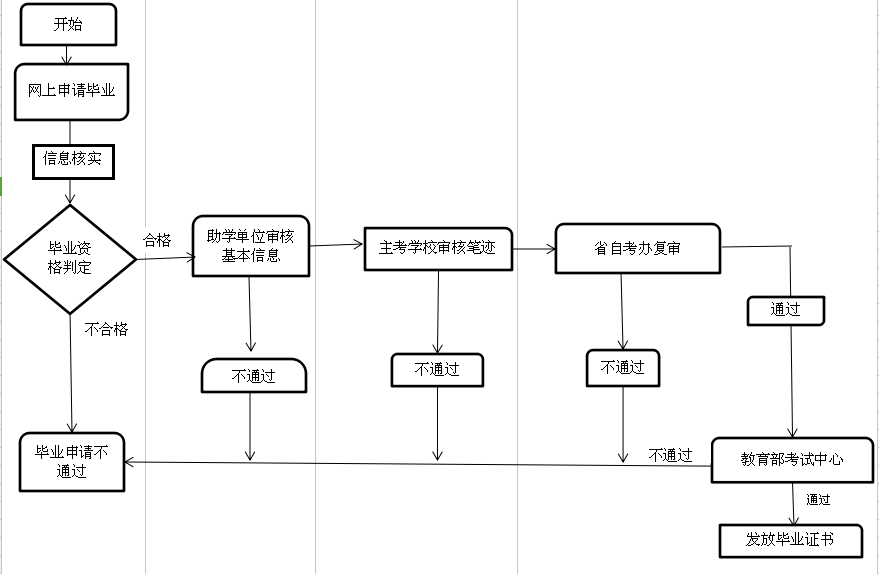 开始
网上申请毕业
信息核实
毕业资
格判定
合格
不合格
助学单位审核
基本信息
主考学校审核笔迹
省自考办复审
通过
不通过
不通过
不通过
毕业申请不
通过
不通过
教育部考试中心
通过
发放毕业证书